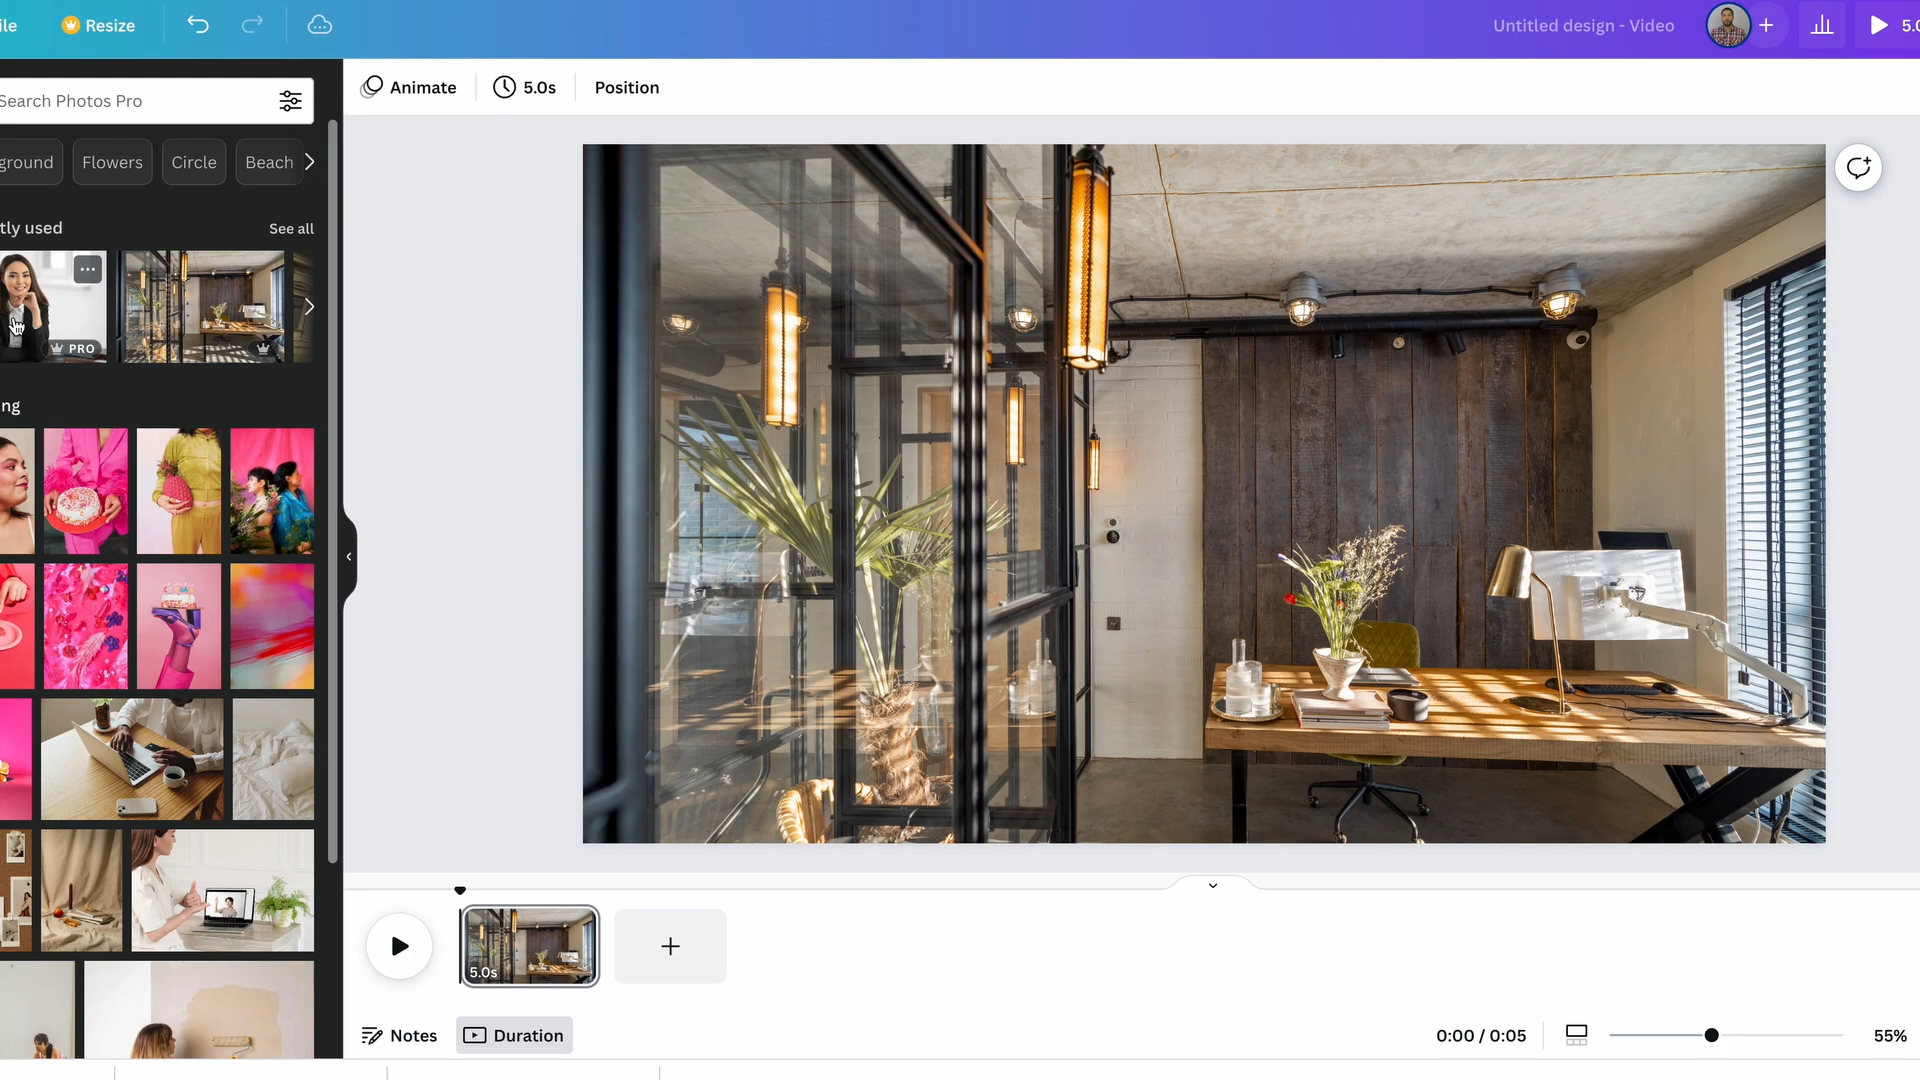 ile
Resize
Untitled design - Video
5.0
Search Photos Pro
Animate
5.0s
Position
ground
Flowers
Circle
Beach
tly used
See all
PRO
ng
5.0s
Notes
Duration
0:00 / 0:05
55%